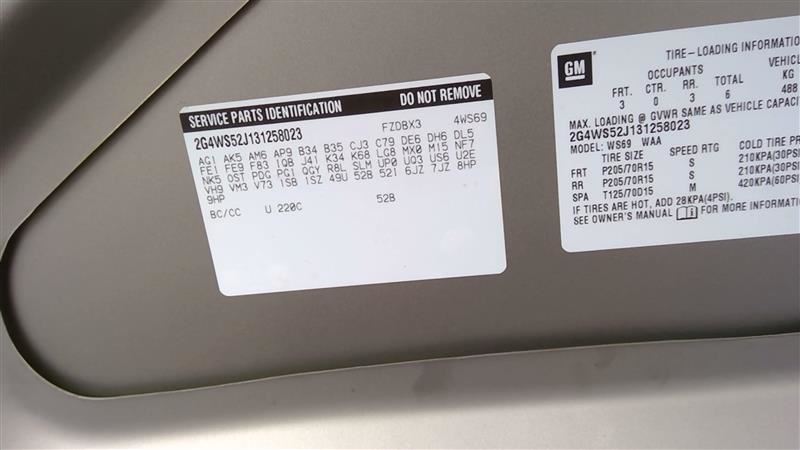 SERVICE PARTS IDENTIFICATION DO NOT REMOVE
2G4WS52J131258023 FZDBX3 4WS69
AG1 AK5 AM6 AP9 B34 B35 CJ3 C79 DE6 DH6 DL5
FE1 FE9 F83 IQB J41 K34 K68 LG8 MX0 M15 NF7
NK5 OST PDG PG1 QGY R8L SLM UP0 UQ3 US6 U2E
VH9 VM3 V73 1SB 1SZ 49U 52B 52I 6JZ 7JZ 8HP
9HP
BC/CC U 220C 52B
GM
TIRE-LOADING INFORMATIO
OCCUPANTS VEHICL
FRT. CTR. RR. TOTAL KG
3 0 3 6 488
MAX. LOADING @ GVWR SAME AS VEHICLE CAPACI
2G4WS52J131258023
MODEL: WS69 WAA
TIRE SIZE SPEED RTG COLD TIRE PR
FRT P205/70R15 S 210KPA(30PSI
RR P205/70R15 S 210KPA(30PSI
SPA T125/70D15 M 420KPA(60PSI
IF TIRES ARE HOT, ADD 28KPA(4PSI).
SEE OWNER'S MANUAL FOR MORE INFORMAT